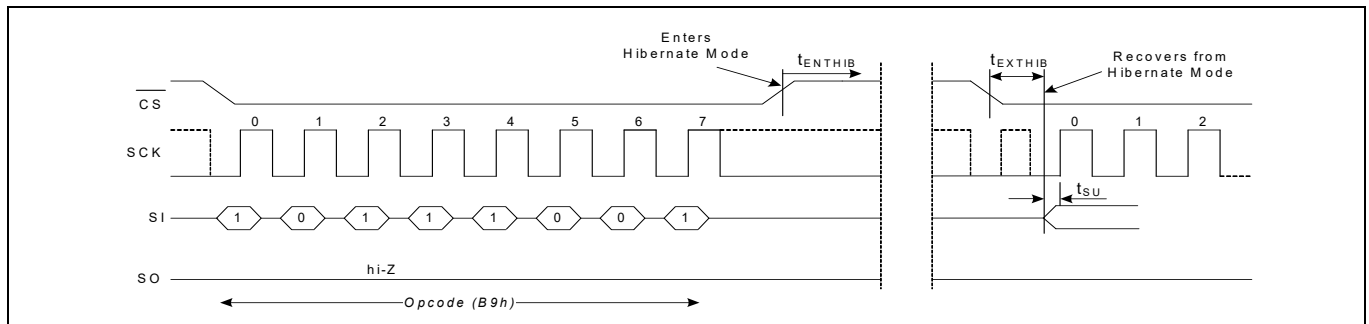 Enters
Hibernate Mode
tENTHIB
tEXTHIB
Recovers from
Hibernate Mode
CS
0 1 2 3 4 5 6 7
0 1 2
SCK
tSU
SI
1 0 1 1 1 0 0 1
hi-Z
SO
Opcode (B9h)